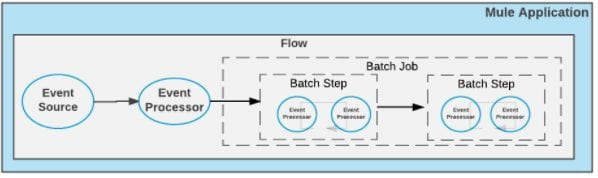 Mule Application
Flow
Batch Job
Event
Source
Event
Processor
Batch Step
Event
Processor
Event
Processor
Batch Step
Event
Processor
Event
Processor